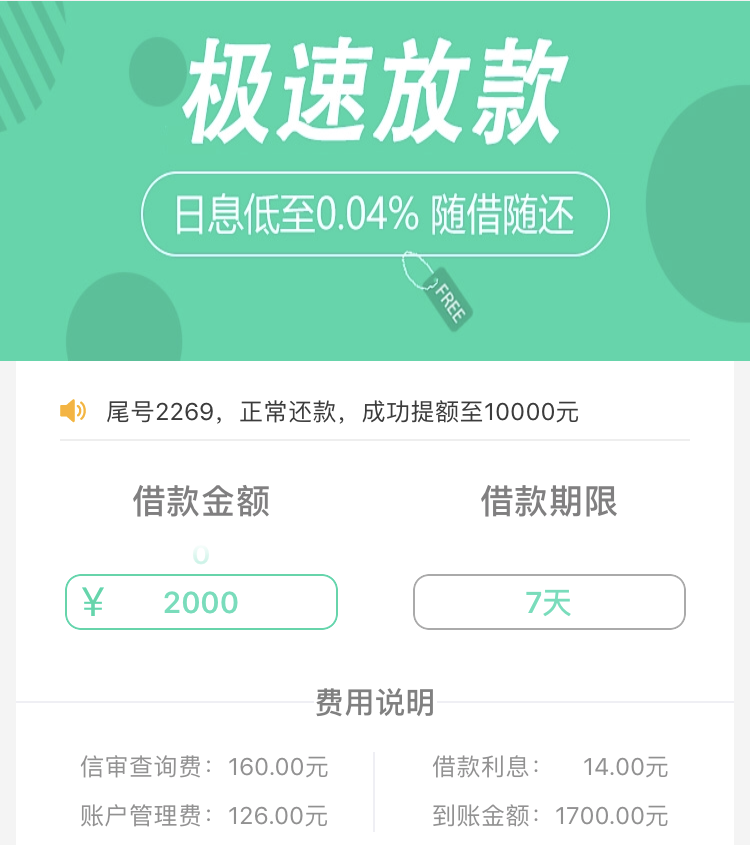 极速放款
日息低至0.04% 随借随还
FREE
尾号2269，正常还款，成功提额至10000元
借款金额 借款期限
0
¥ 2000 7天
费用说明
信审查询费：160.00元 借款利息：14.00元
账户管理费：126.00元 到账金额：1700.00元